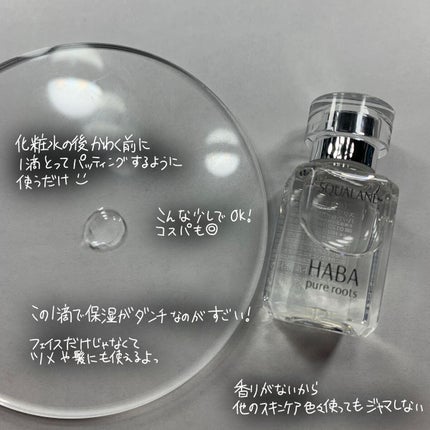 化粧水の後かわく前に
1滴とってパッティングするように
使うだけ
こんな少しでOK!
コスパも◎
SQUALANE
HABA
pure roots
この1滴で保湿がダンチなのがすごい!
フェイスだけじゃなくて
ツメや髪にも使えるよっ
香りがないから
他のスキンケア色々使ってもジャマしない